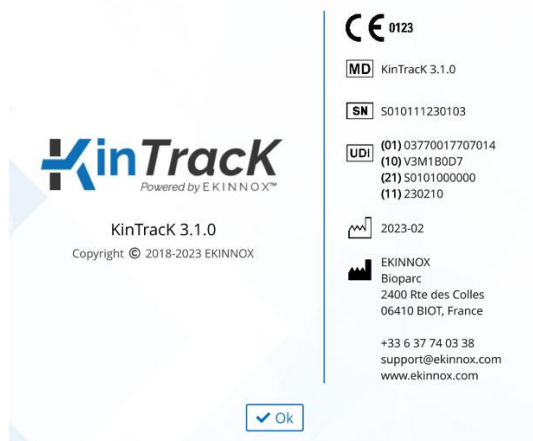 KinTracK
Powered by EKINNOX™
KinTracK 3.1.0
Copyright © 2018-2023 EKINNOX
CE 0123
MD KinTracK 3.1.0
SN S010111230103
UDI (01) 03770017707014
(10) V3M1B0D7
(21) S0101000000
(11) 230210
2023-02
EKINNOX
Bioparc
2400 Rte des Colles
06410 BIOT, France
+33 6 37 74 03 38
support@ekinnox.com
www.ekinnox.com
Ok